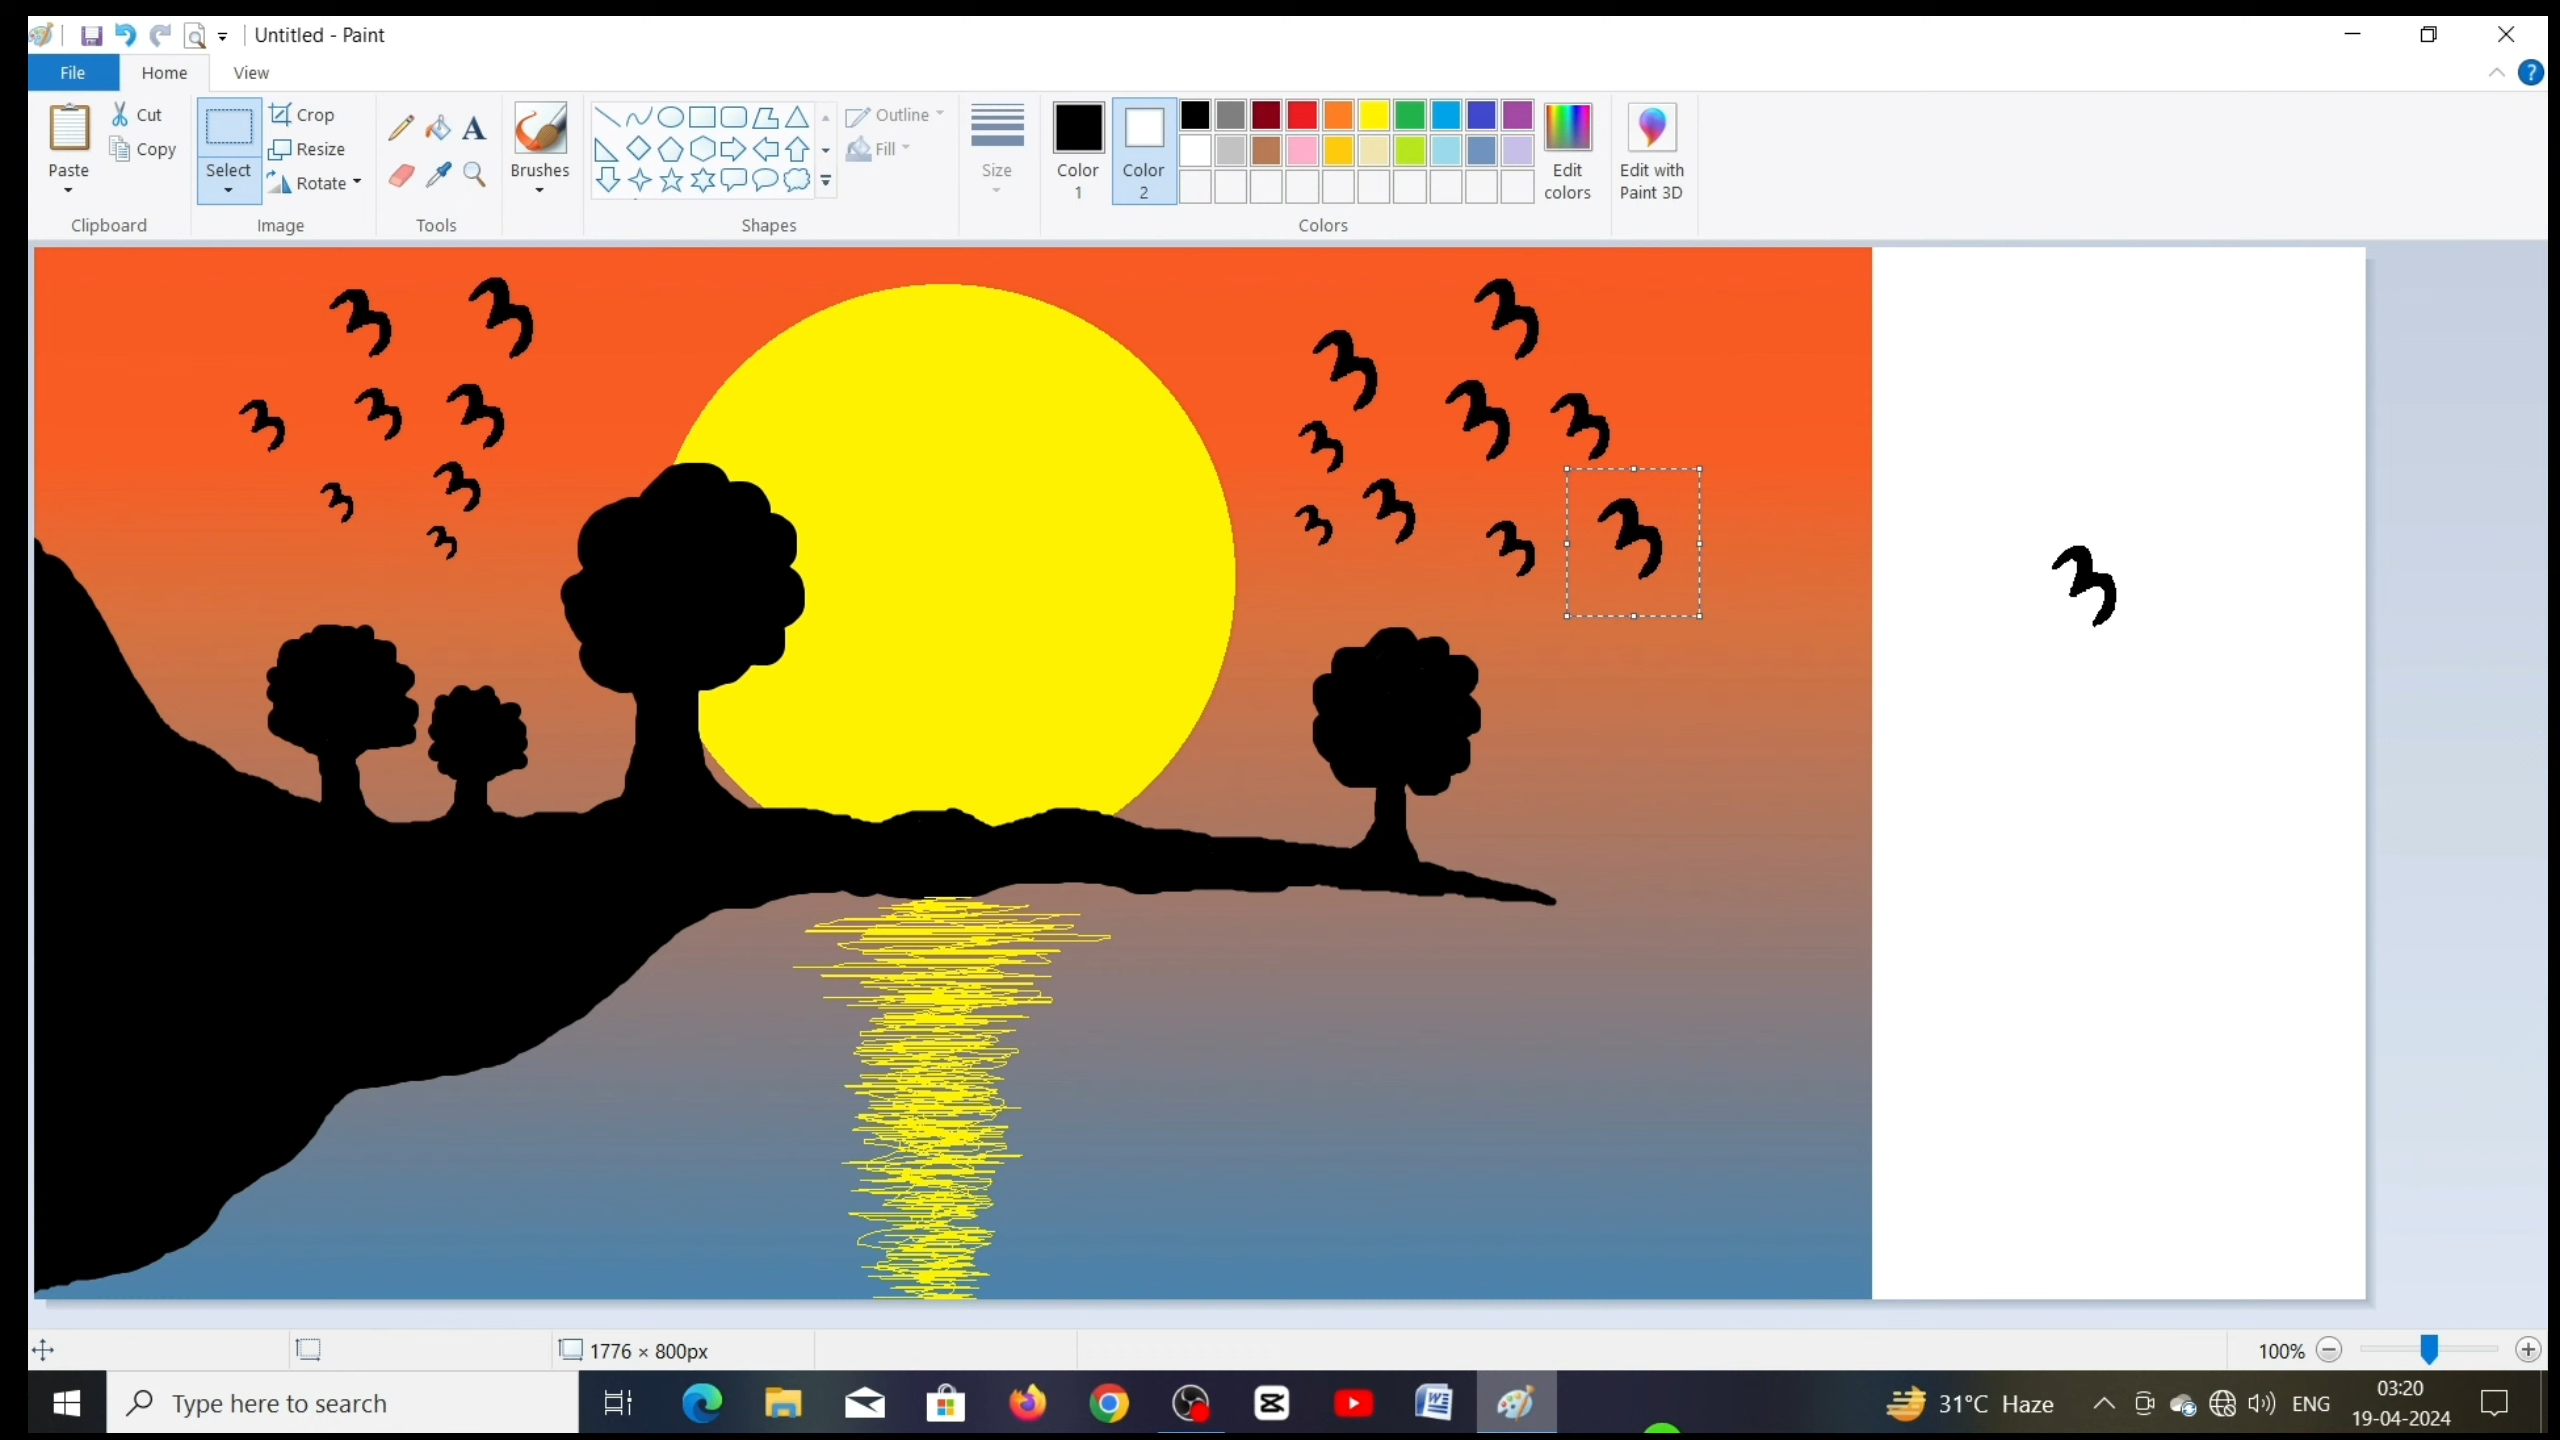 Untitled - Paint
File Home View
Paste
Cut
Copy
Clipboard
Select
Crop
Resize
Rotate
Image
A
Tools
Brushes
Outline
Fill
Shapes
Size
Color 1
Color 2
Colors
Edit colors
Edit with Paint 3D
1776 × 800px
100%
Type here to search
31°C Haze
ENG
03:20
19-04-2024